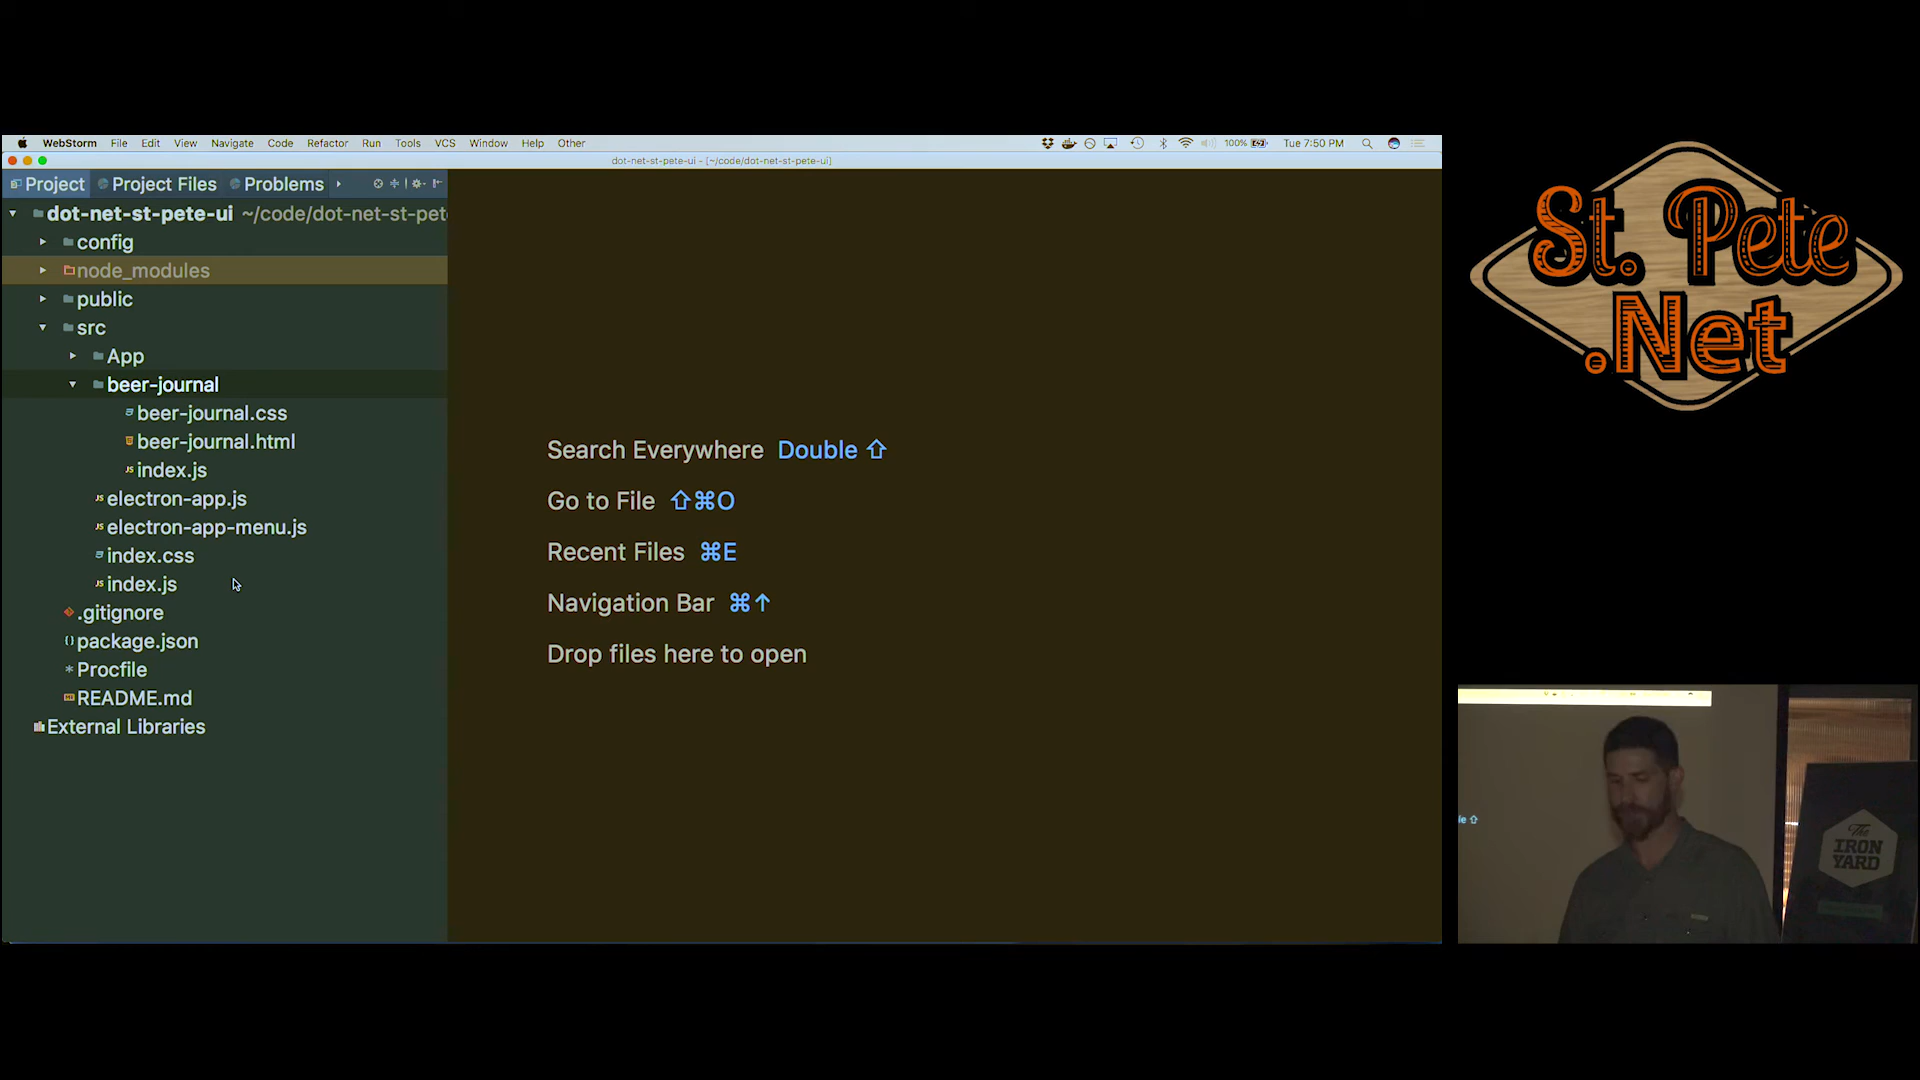 WebStorm File Edit View Navigate Code Refactor Run Tools VCS Window Help Other 100% Tue 7:50 PM
dot-net-st-pete-ui - [~/code/dot-net-st-pete-ui]
Project Project Files Problems
dot-net-st-pete-ui ~/code/dot-net-st-pet
config
node_modules
public
src
App
beer-journal
beer-journal.css
beer-journal.html
index.js
electron-app.js
electron-app-menu.js
index.css
index.js
.gitignore
package.json
Procfile
README.md
External Libraries
Search Everywhere Double ⇧
Go to File ⇧⌘O
Recent Files ⌘E
Navigation Bar ⌘↑
Drop files here to open
St. Pete
.Net
The
IRON
YARD